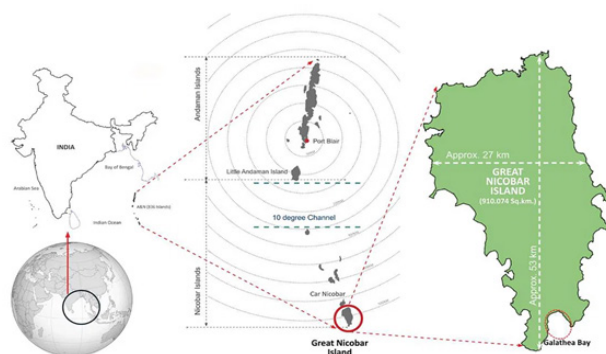 INDIA
Bay of Bengal
Arabian Sea
Indian Ocean
Andaman Islands
Nicobar Islands
Port Blair
Little Andaman Island
10 degree Channel
Car Nicobar
Great Nicobar
Island
Approx. 27 km
GREAT
NICOBAR
ISLAND
(910.074 Sq.km.)
Approx. 53 km
Galathea Bay